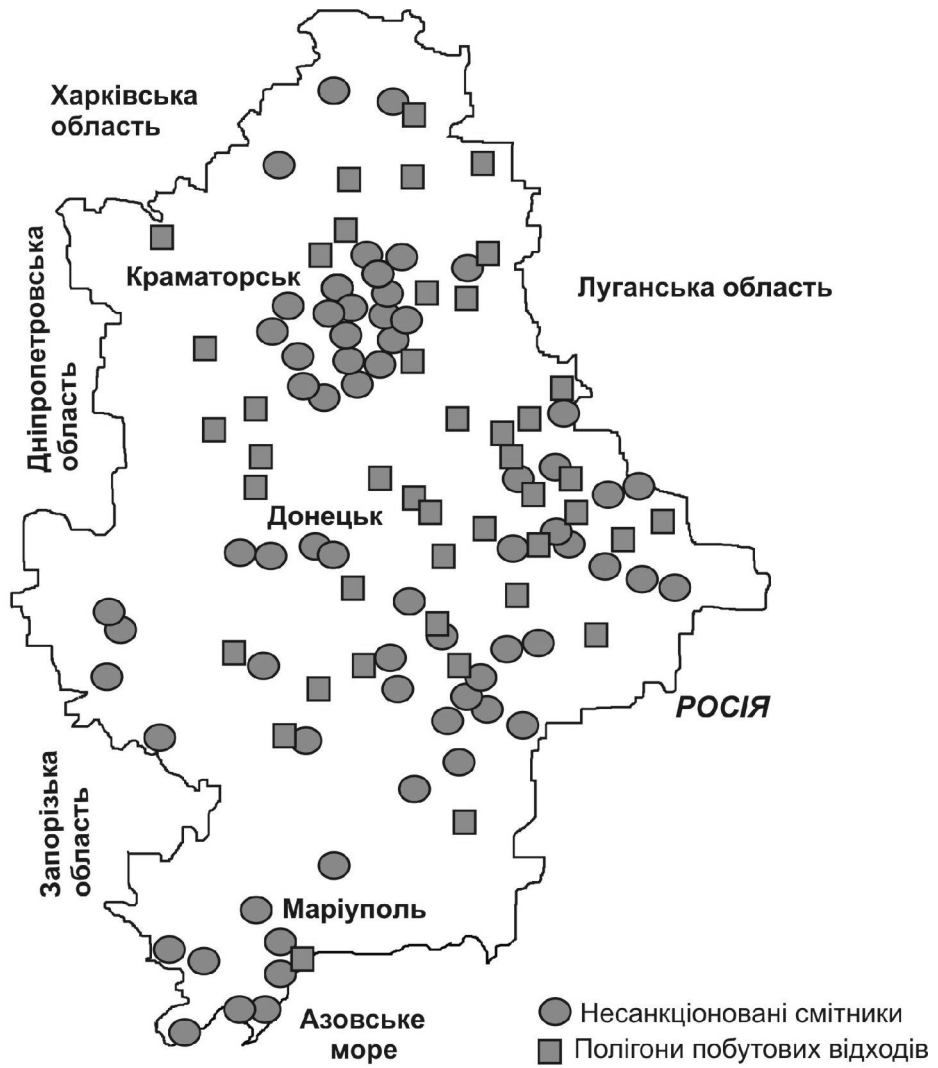 Харківська
область
Дніпропетровська
область
Краматорськ
Луганська область
Донецьк
РОСІЯ
Запорізька
область
Маріуполь
Азовське
море
Несанкціоновані смітники
Полігони побутових відходів